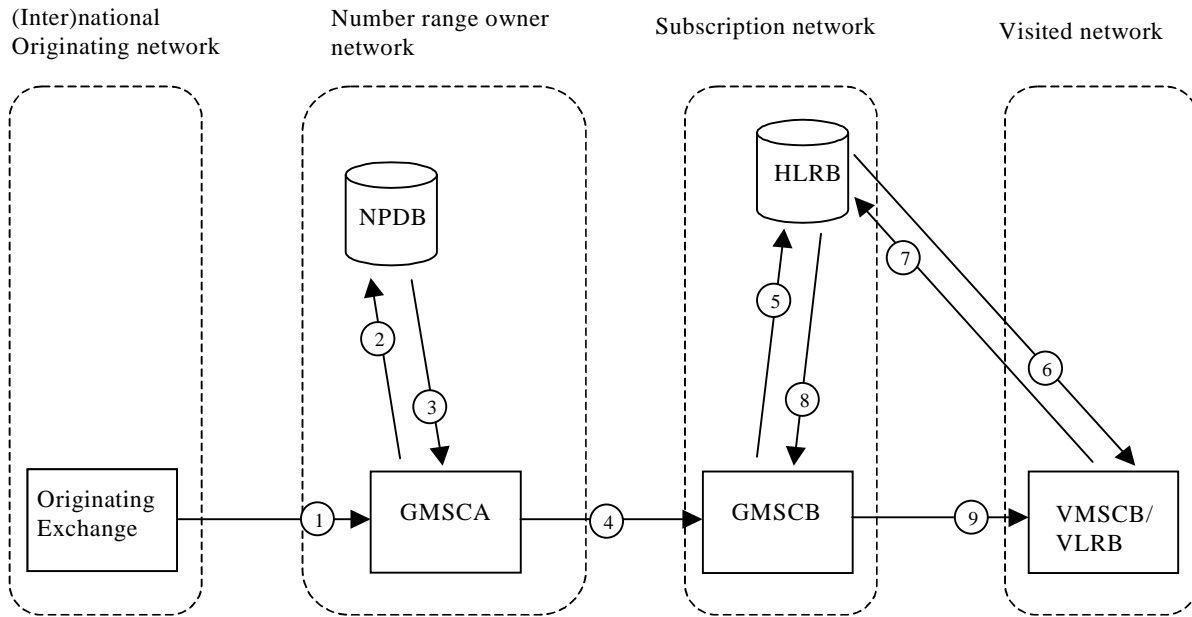 (Inter)national
Originating network
Number range owner
network
Subscription network
Visited network
NPDB
HLRB
2
3
5
8
7
6
Originating
Exchange
1
GMSCA
4
GMSCB
9
VMSCB/
VLRB